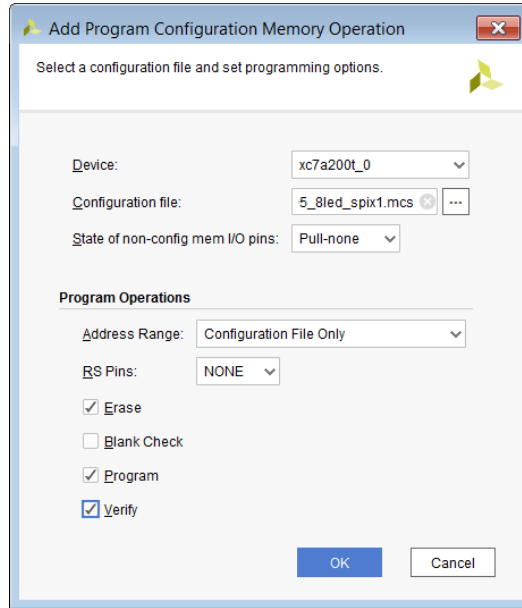 Add Program Configuration Memory Operation
Select a configuration file and set programming options.
Device: xc7a200t_0
Configuration file: 5_8led_spix1.mcs ...
State of non-config mem I/O pins: Pull-none
Program Operations
Address Range: Configuration File Only
RS Pins: NONE
Erase
Blank Check
Program
Verify
OK Cancel